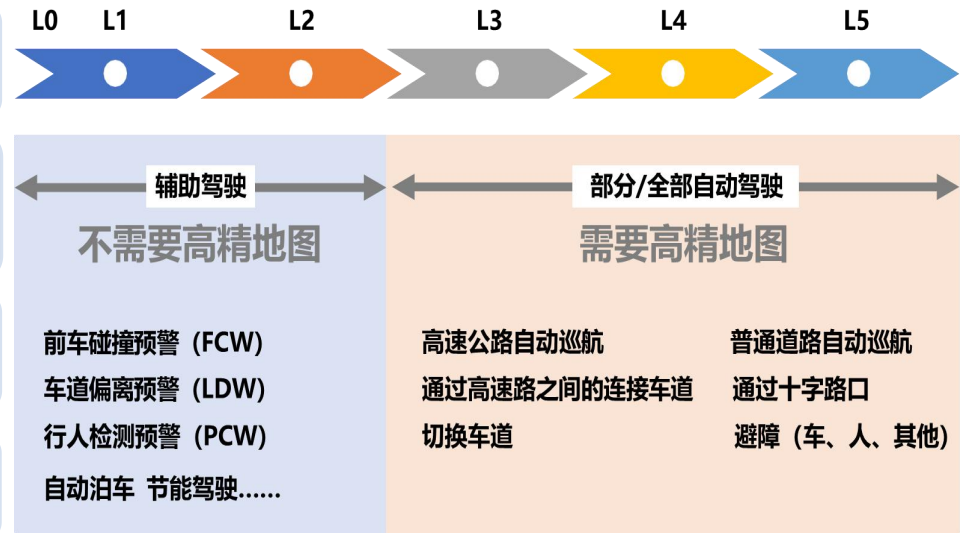 L0 L1 L2 L3 L4 L5
辅助驾驶
不需要高精地图
前车碰撞预警（FCW)
车道偏离预警（LDW)
行人检测预警（PCW)
自动泊车 节能驾驶......
部分/全部自动驾驶
需要高精地图
高速公路自动巡航
通过高速路之间的连接车道
切换车道
普通道路自动巡航
通过十字路口
避障（车、人、其他)